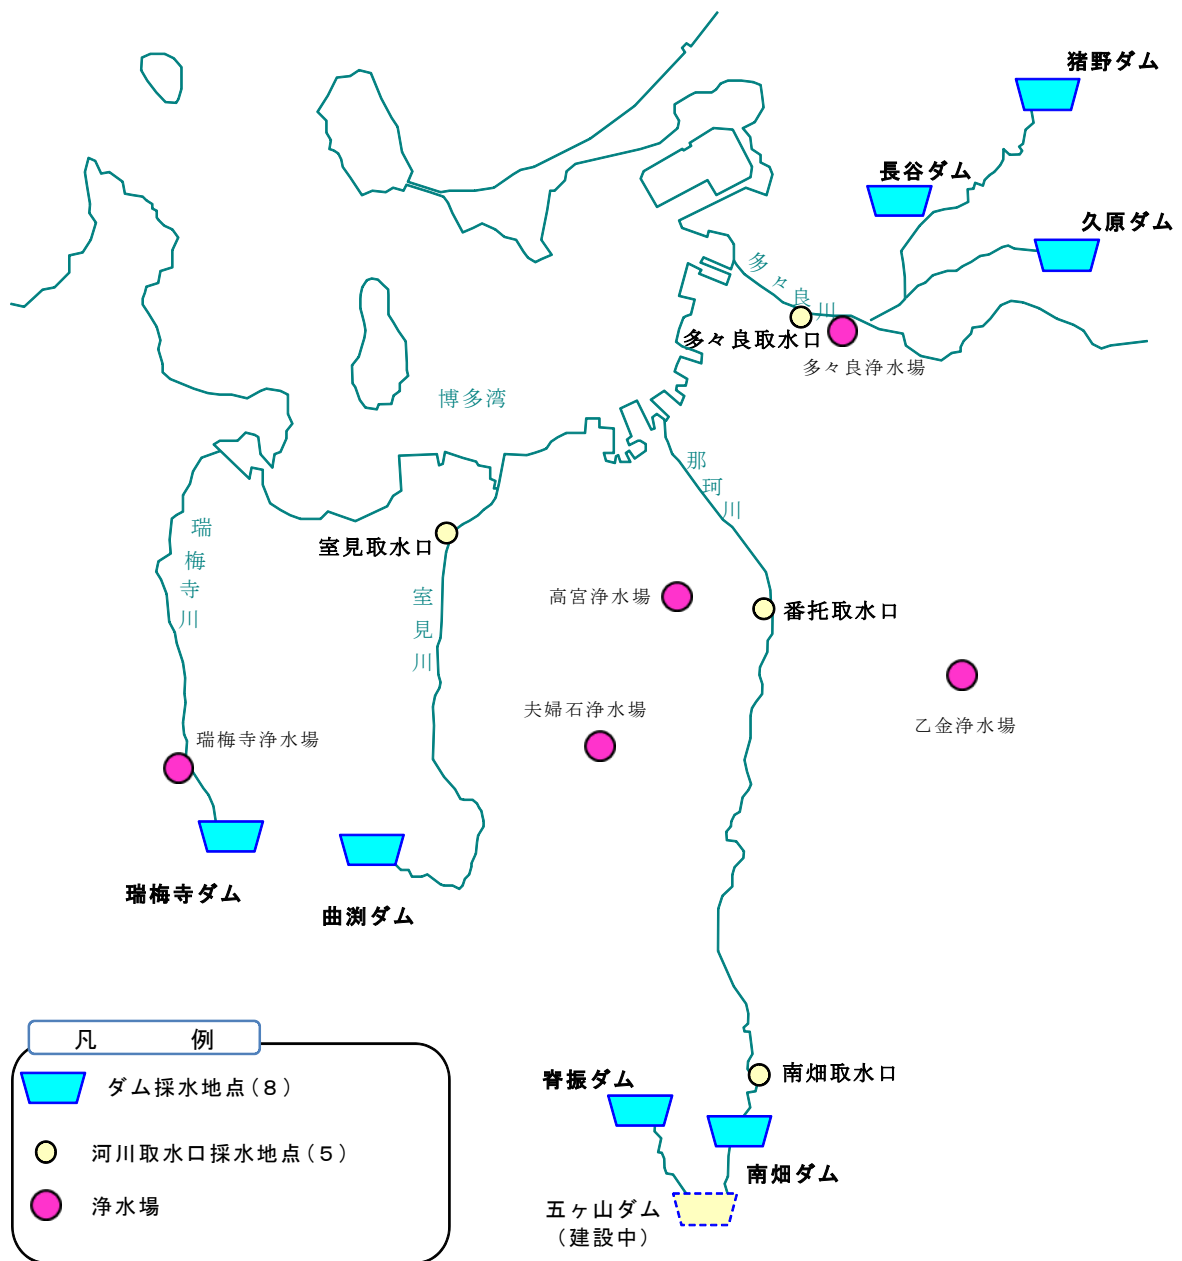 猪野ダム
長谷ダム
久原ダム
多々良川
多々良取水口
多々良浄水場
博多湾
那珂川
瑞梅寺川
室見取水口
室見川
高宮浄水場
番托取水口
夫婦石浄水場
乙金浄水場
瑞梅寺浄水場
瑞梅寺ダム
曲渕ダム
凡 例
ダム採水地点(8)
河川取水口採水地点(5)
浄水場
脊振ダム
南畑取水口
南畑ダム
五ヶ山ダム
(建設中)